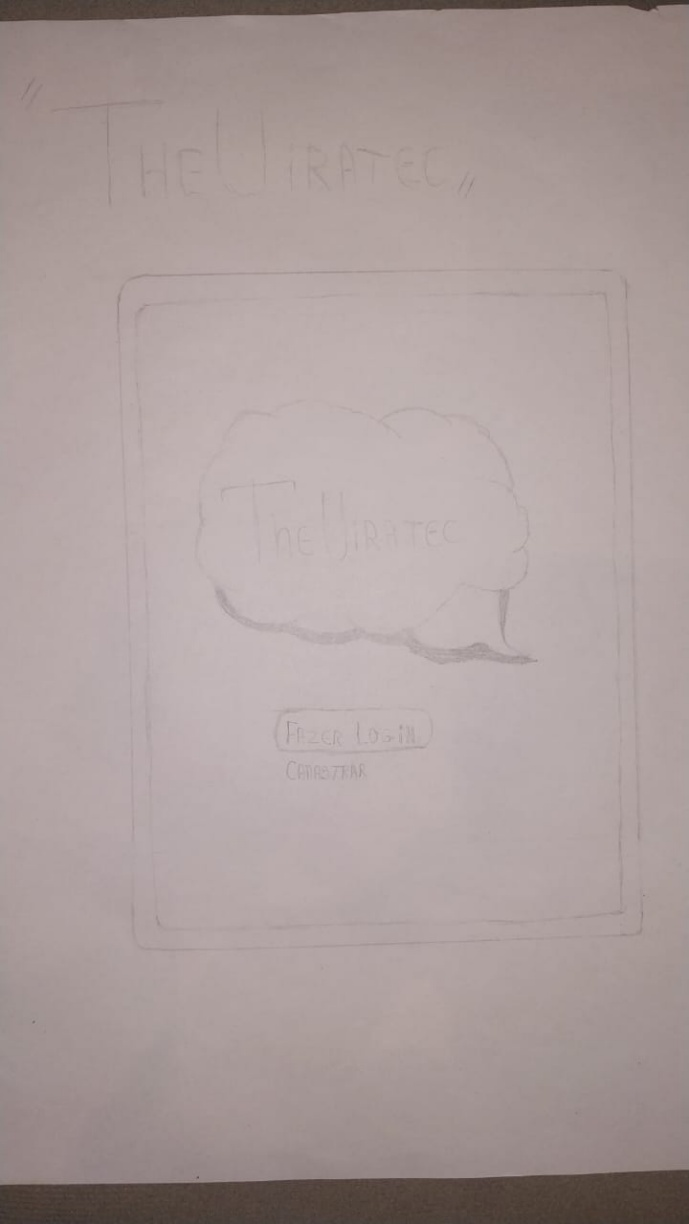 "TheUiratec"
TheUiratec
Fazer Login
Cadastrar